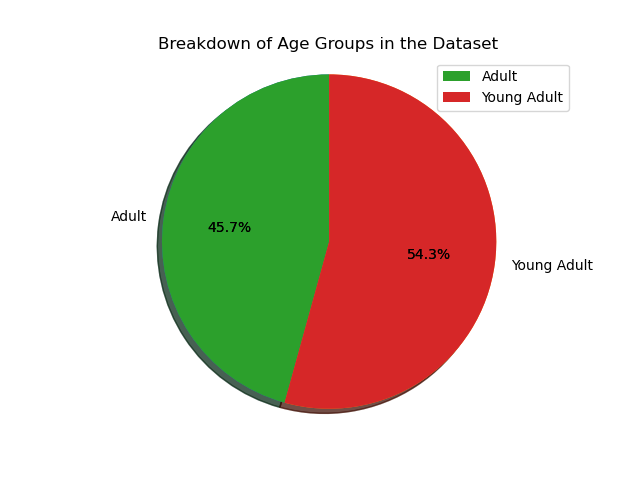 Breakdown of Age Groups in the Dataset
Adult
Young Adult
Adult
45.7%
54.3%
Young Adult